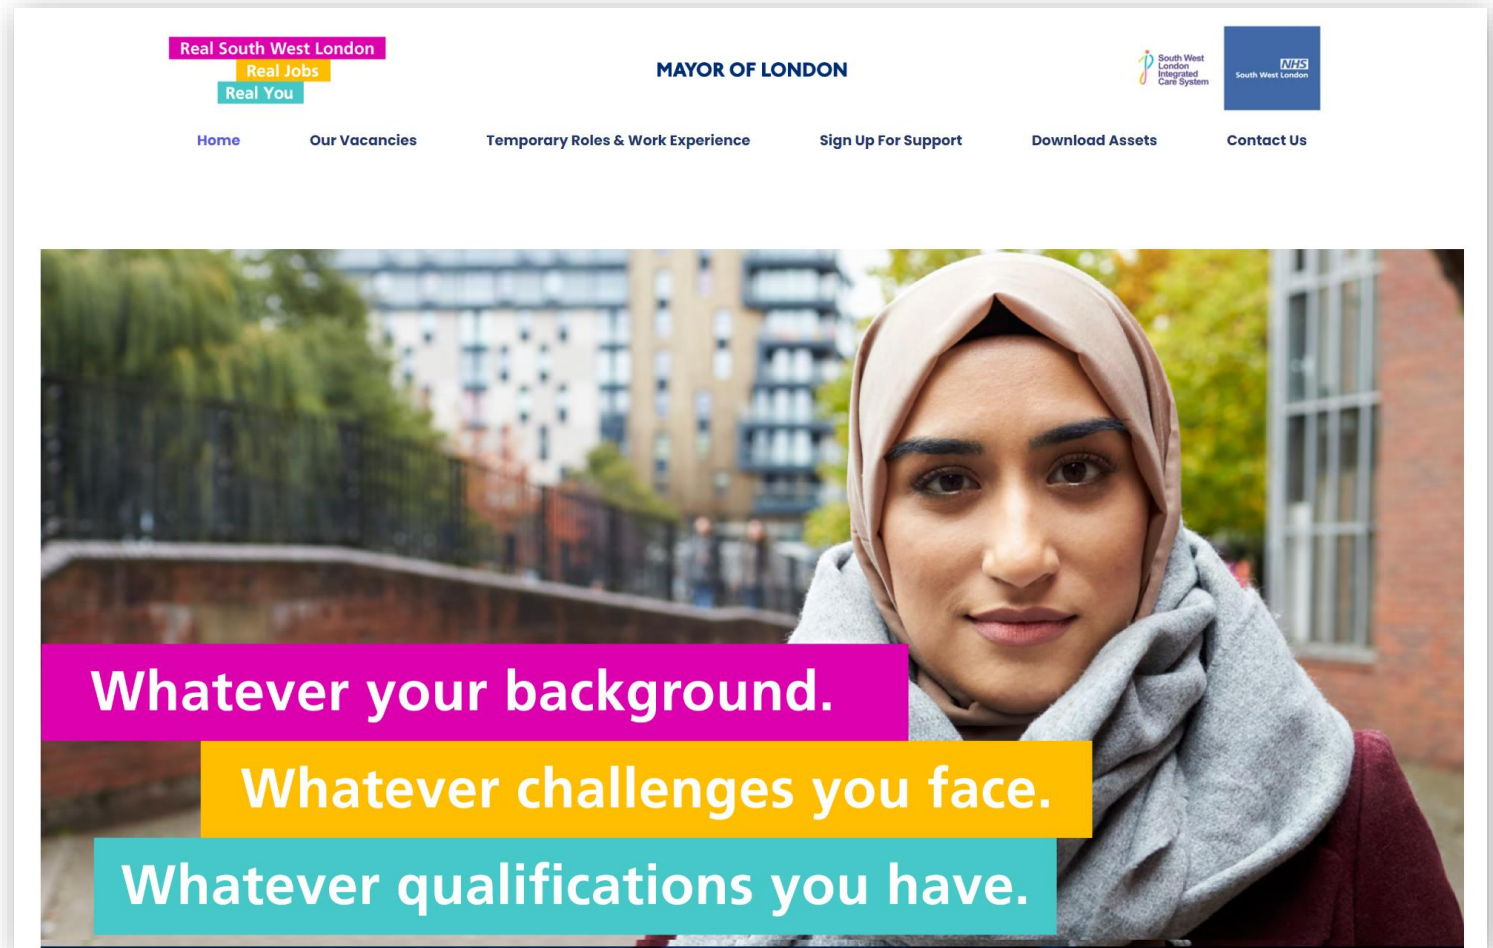 Real South West London
Real Jobs
Real You
MAYOR OF LONDON
South West
London
Integrated
Care System
NHS
South West London
Home
Our Vacancies
Temporary Roles & Work Experience
Sign Up For Support
Download Assets
Contact Us
Whatever your background.
Whatever challenges you face.
Whatever qualifications you have.